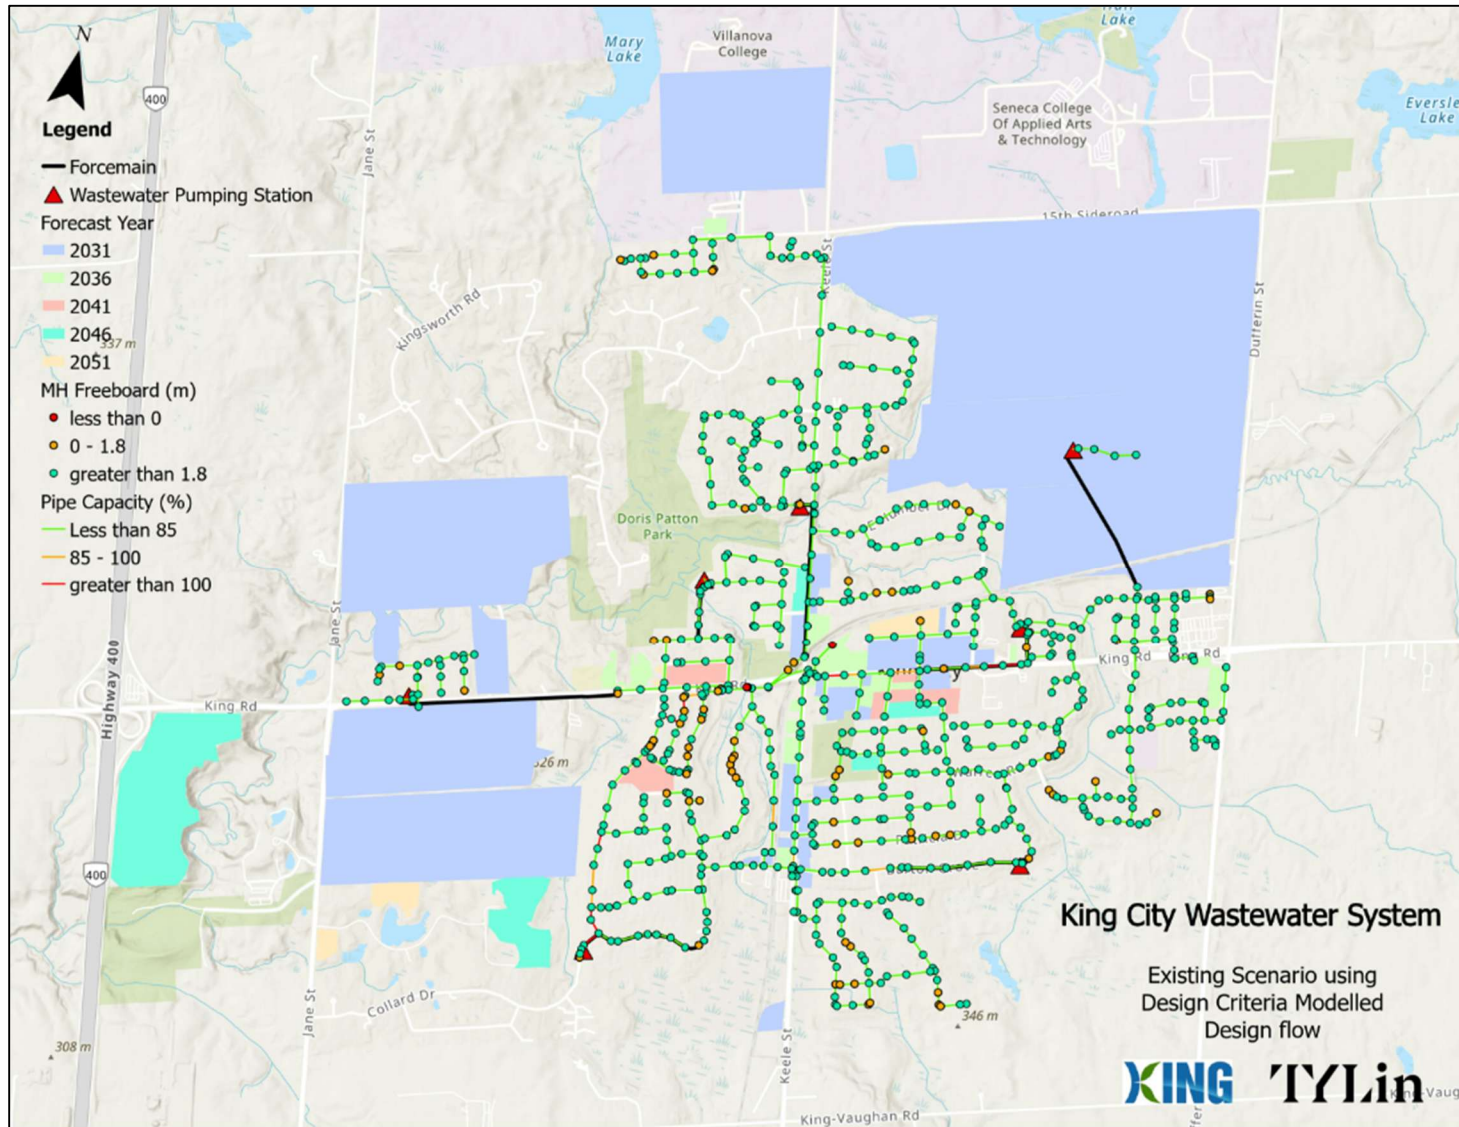 N
Legend
Forcemain
Wastewater Pumping Station
Forecast Year
2031
2036
2041
2046
2051
MH Freeboard (m)
less than 0
0 - 1.8
greater than 1.8
Pipe Capacity (%)
Less than 85
85 - 100
greater than 100
400
Jane St
Mary
Lake
Villanova
College
Lake
Seneca College
Of Applied Arts
& Technology
15th Sideroad
Keele St
Kingsworth Rd
337 m
Dufferin St
Doris Patton
Park
Jane St
Highway 400
King Rd
King Rd
326 m
400
Collard Dr
Jane St
308 m
Keele St
346 m
King-Vaughan Rd
King City Wastewater System
Existing Scenario using
Design Criteria Modelled
Design flow
KING
TYLin